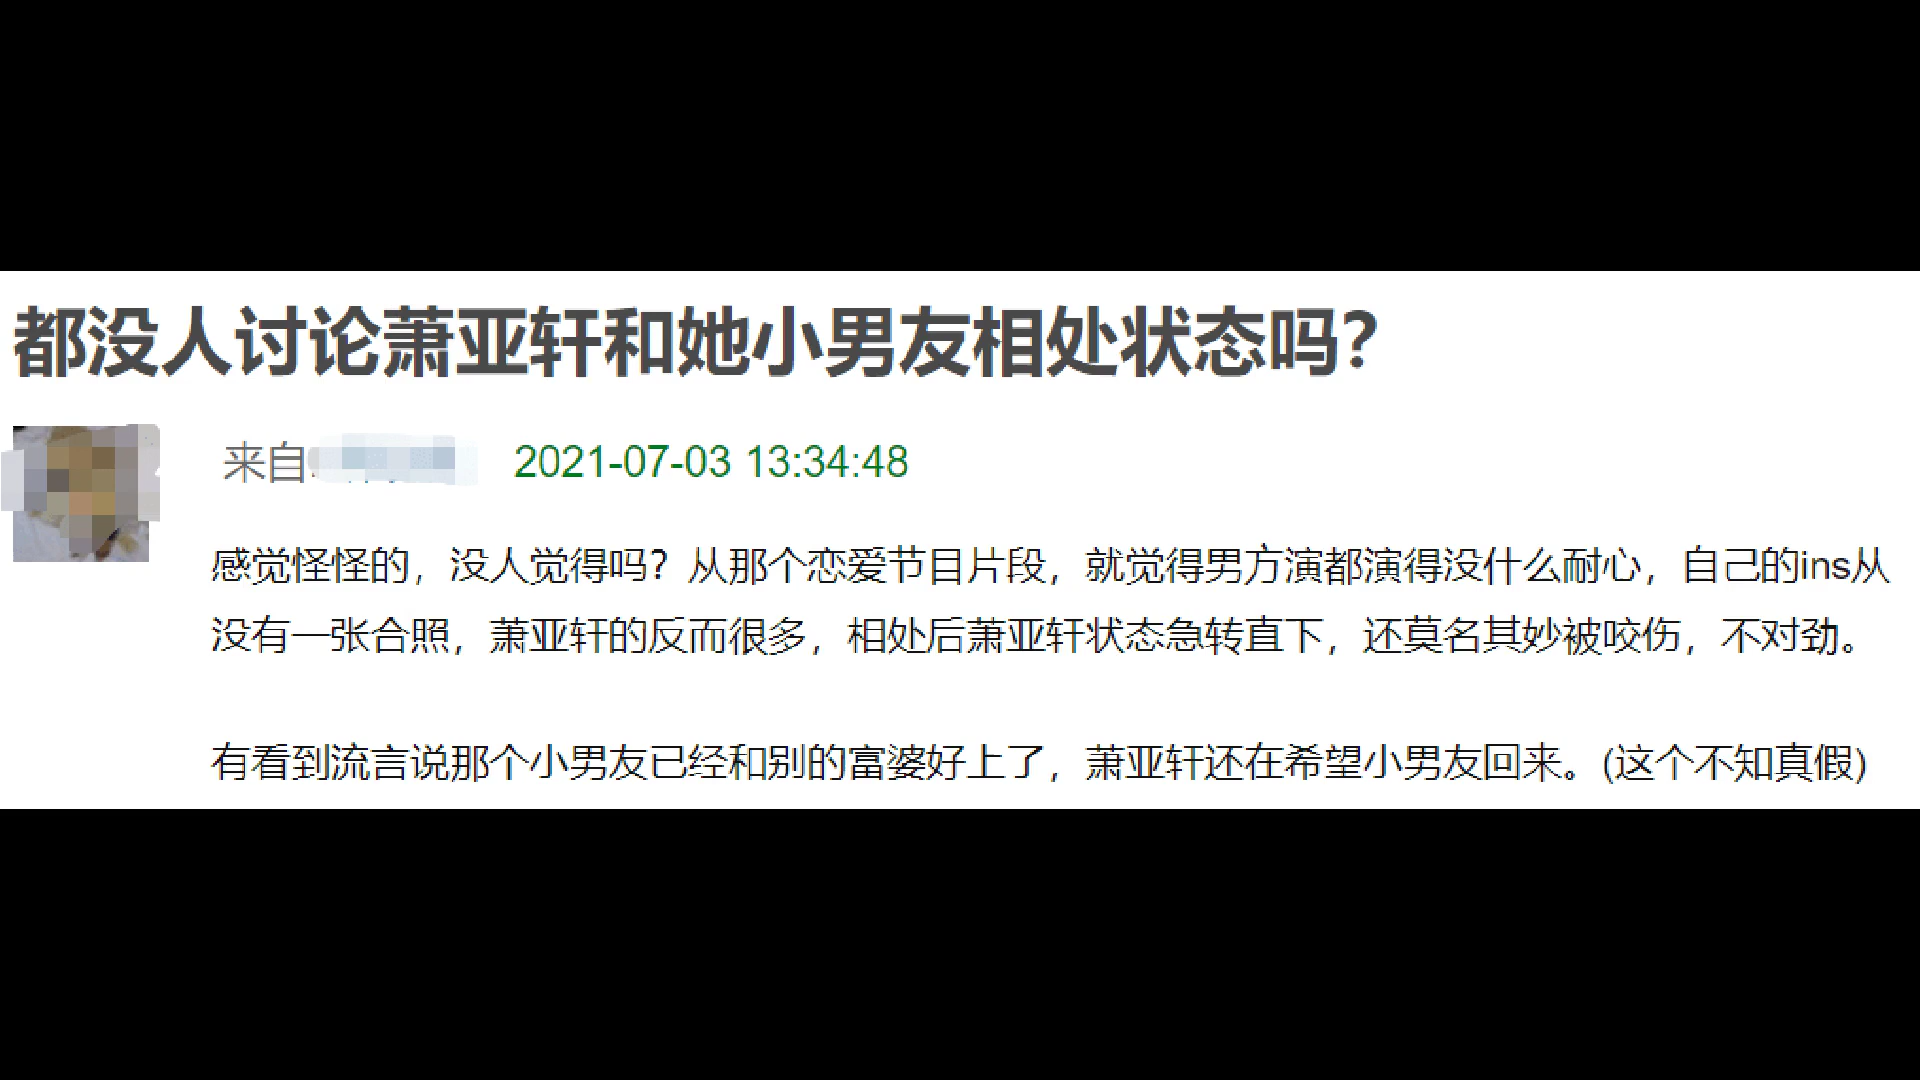 都没人讨论萧亚轩和她小男友相处状态吗？
来自 2021-07-03 13:34:48
感觉怪怪的，没人觉得吗？从那个恋爱节目片段，就觉得男方演都演得没什么耐心，自己的ins从
没有一张合照，萧亚轩的反而很多，相处后萧亚轩状态急转直下，还莫名其妙被咬伤，不对劲。
有看到流言说那个小男友已经和别的富婆好上了，萧亚轩还在希望小男友回来。(这个不知真假)